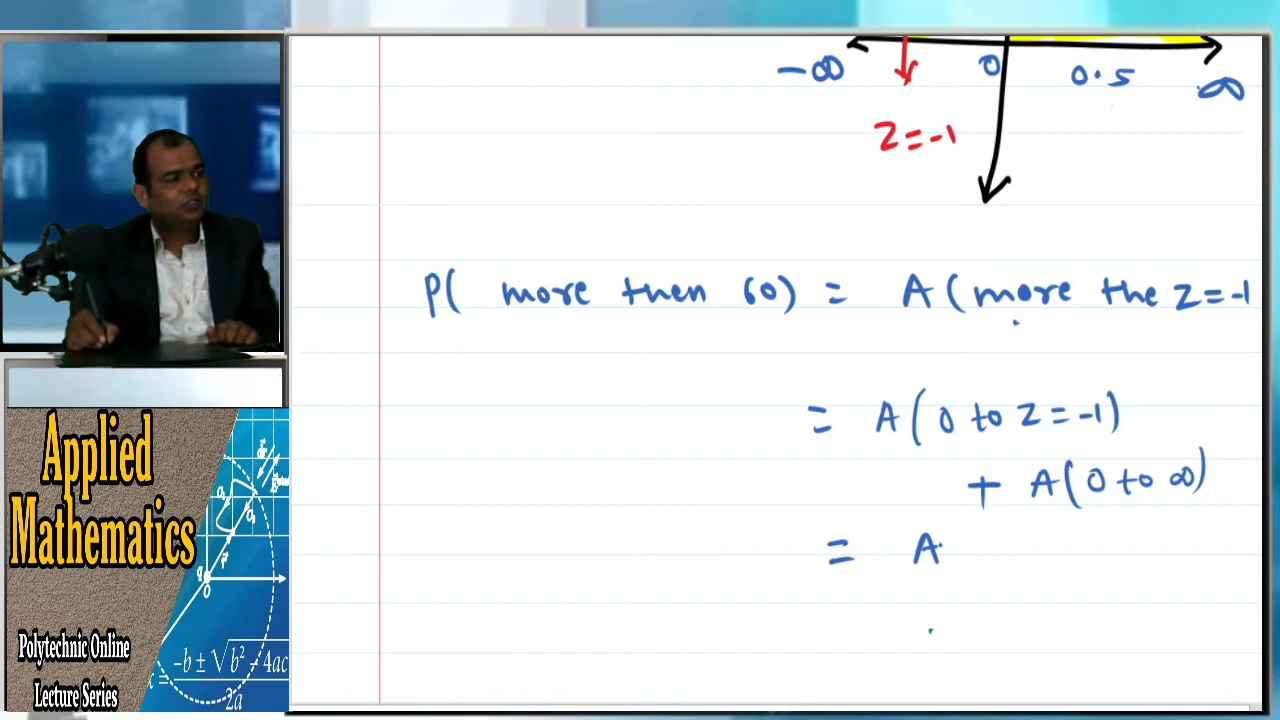 -∞ 0 0.5 ∞
Z=-1
P( more then 60) = A (more the Z=-1
= A(0 to Z=-1)
+ A(0 to ∞)
= A
Applied
Mathematics
Polytechnic Online
Lecture Series
-b ± √b² - 4ac
2a